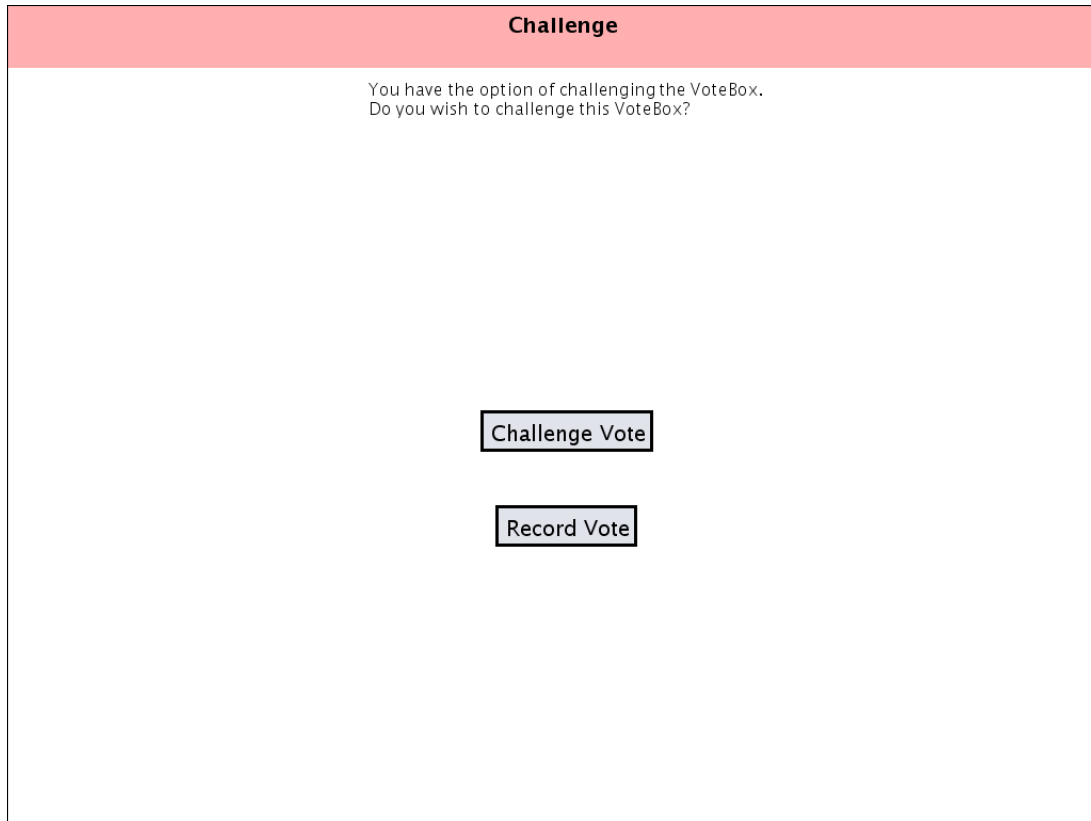 Challenge
You have the option of challenging the VoteBox.
Do you wish to challenge this VoteBox?
Challenge Vote
Record Vote